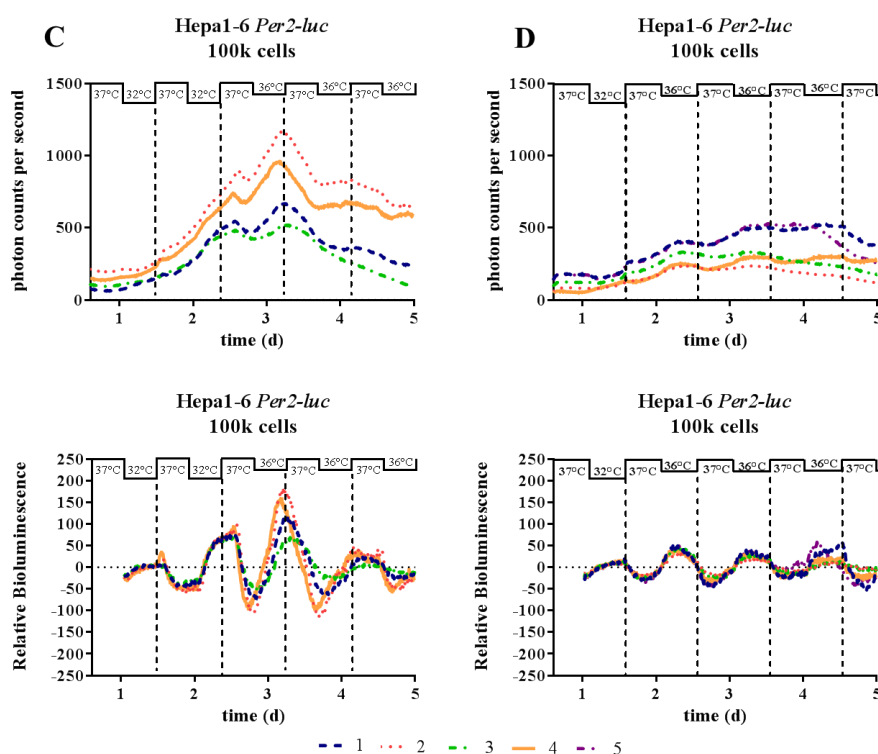 C
Hepa1-6 Per2-luc
100k cells
photon counts per second
1500
1000
500
0
37°C 32°C 37°C 32°C 37°C 36°C 37°C 37°C 36°C
1 2 3 4 5
time (d)
D
Hepa1-6 Per2-luc
100k cells
photon counts per second
1500
1000
500
0
37°C 32°C 37°C 36°C 37°C 36°C 37°C 36°C 37°C
1 2 3 4 5
time (d)
Hepa1-6 Per2-luc
100k cells
Relative Bioluminescence
250
200
150
100
50
0
-50
-100
-150
-200
-250
37°C 32°C 37°C 32°C 37°C 36°C 37°C 37°C 36°C
1 2 3 4 5
time (d)
Hepa1-6 Per2-luc
100k cells
Relative Bioluminescence
250
200
150
100
50
0
-50
-100
-150
-200
-250
37°C 32°C 37°C 36°C 37°C 36°C 37°C 36°C 37°C
1 2 3 4 5
time (d)
1 2 3 4 5